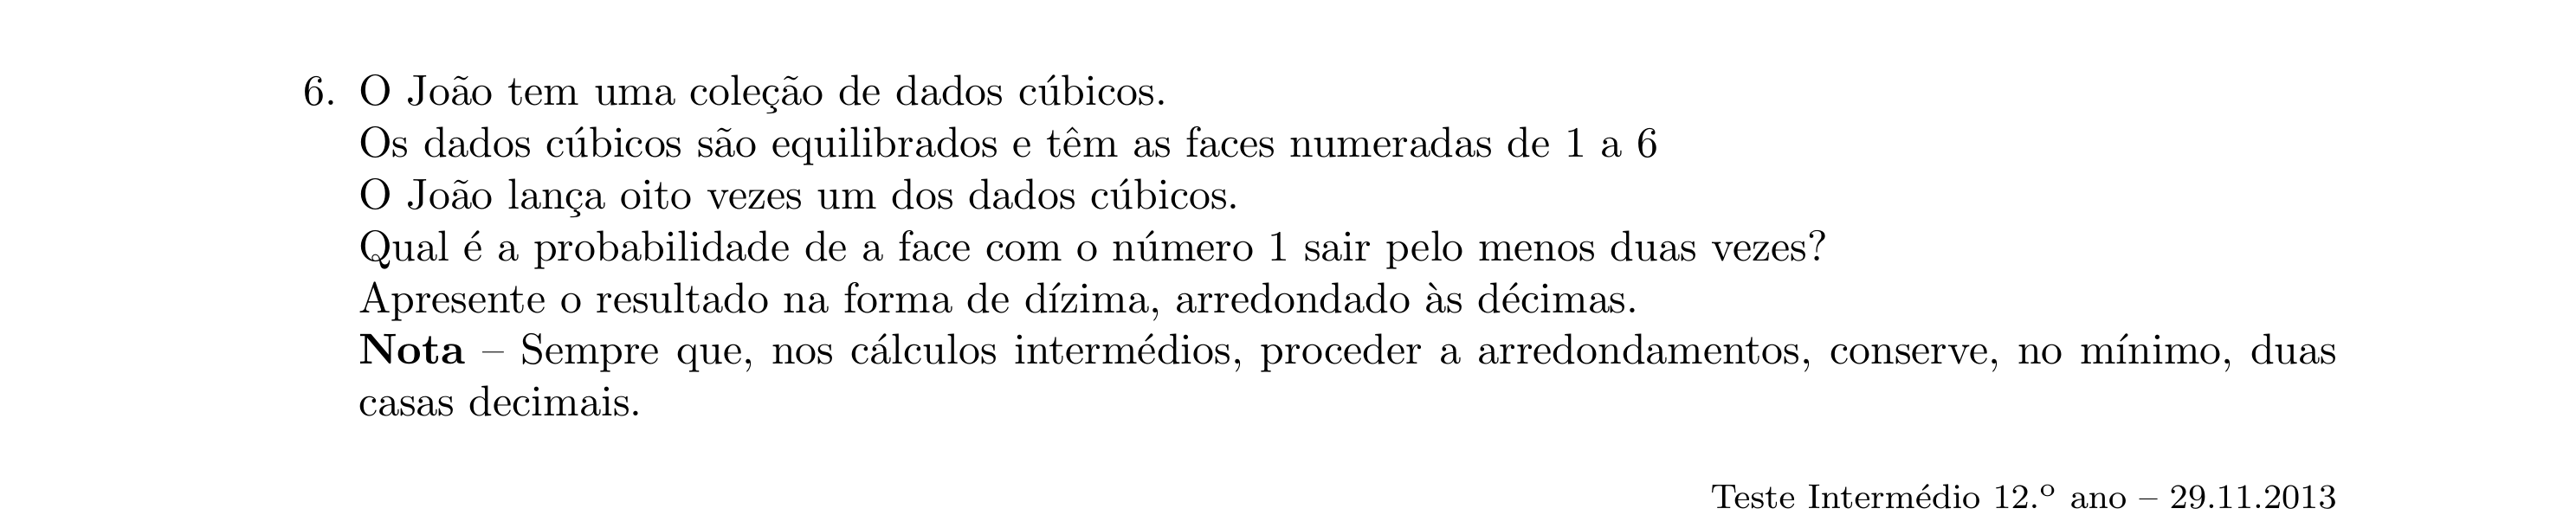 6. O João tem uma coleção de dados cúbicos.
Os dados cúbicos são equilibrados e têm as faces numeradas de 1 a 6
O João lança oito vezes um dos dados cúbicos.
Qual é a probabilidade de a face com o número 1 sair pelo menos duas vezes?
Apresente o resultado na forma de dízima, arredondado às décimas.
Nota – Sempre que, nos cálculos intermédios, proceder a arredondamentos, conserve, no mínimo, duas
casas decimais.
Teste Intermédio 12.º ano – 29.11.2013